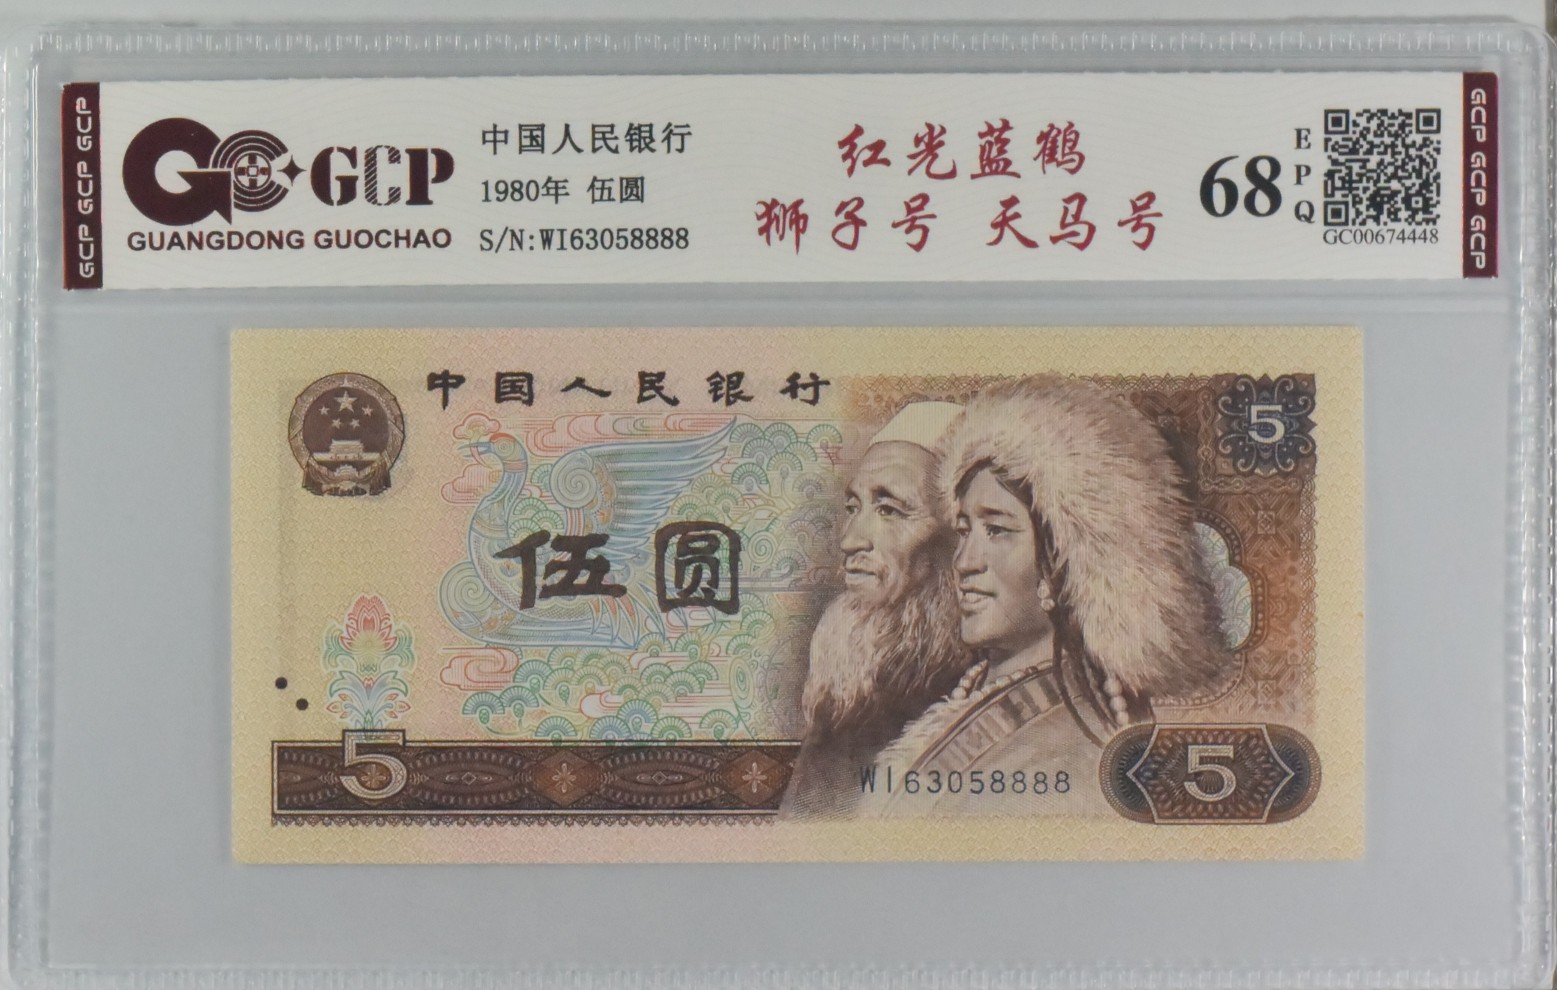 GCP GCP GCP
GCP
GUANGDONG GUOCHAO
中国人民银行
1980年 伍圆
S/N:WI63058888
红光蓝鹤
狮子号 天马号
68
EPQ
GC00674448
GCP GCP GCP
中国人民银行
5
伍圆
5
WI63058888
5